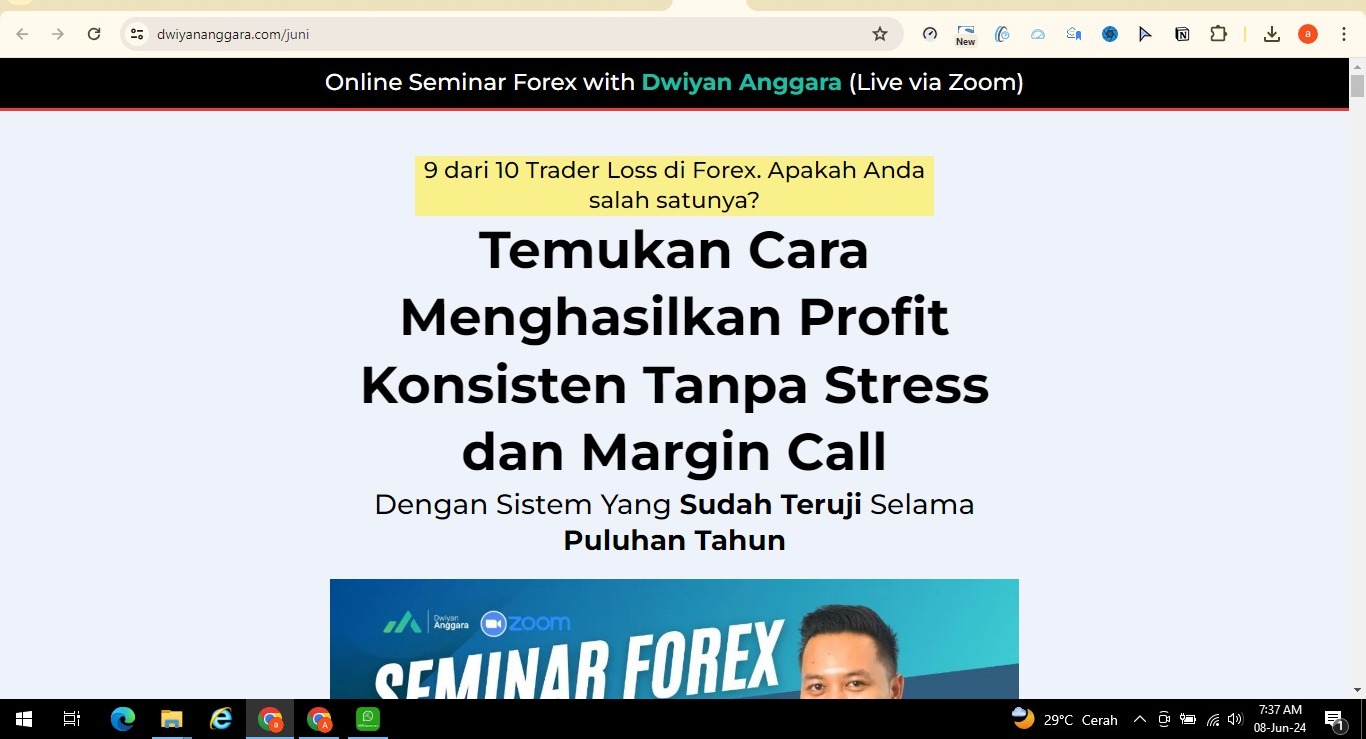 dwiyananggara.com/juni
New
a
Online Seminar Forex with Dwiyan Anggara (Live via Zoom)
9 dari 10 Trader Loss di Forex. Apakah Anda
salah satunya?
Temukan Cara
Menghasilkan Profit
Konsisten Tanpa Stress
dan Margin Call
Dengan Sistem Yang Sudah Teruji Selama
Puluhan Tahun
Dwiyan
Anggara
zoom
SEMINAR FOREX
29°C Cerah
7:37 AM
08-Jun-24
1